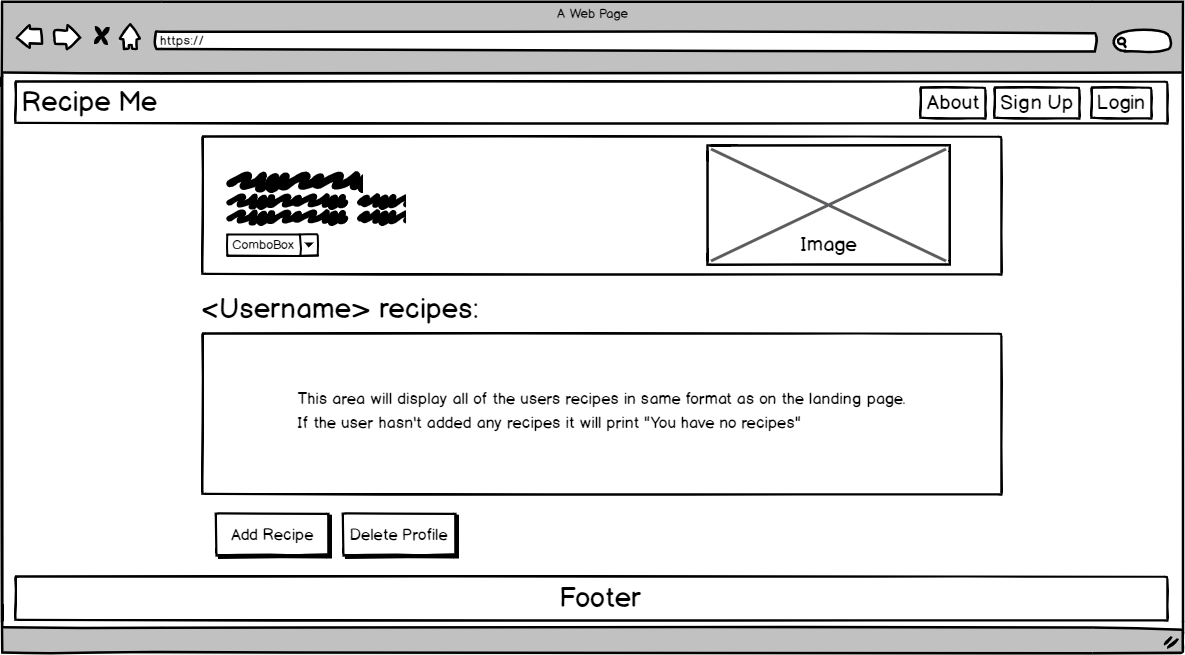 A Web Page
https://
Recipe Me
About Sign Up Login
ComboBox
Image
<Username> recipes:
This area will display all of the users recipes in same format as on the landing page.
If the user hasn't added any recipes it will print "You have no recipes"
Add Recipe Delete Profile
Footer